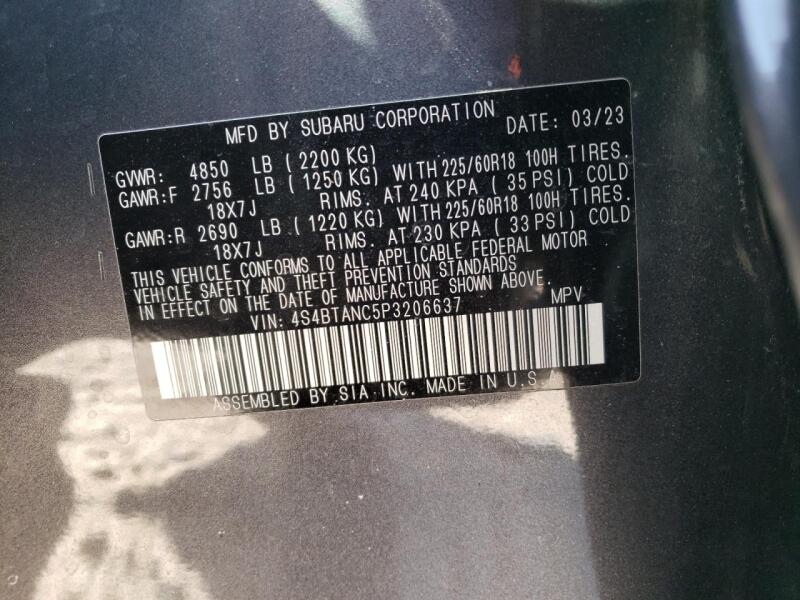 MFD BY SUBARU CORPORATION DATE: 03/23
GVWR: 4850 LB (2200 KG)
GAWR:F 2756 LB (1250 KG) WITH 225/60R18 100H TIRES.
18X7J RIMS. AT 240 KPA ( 35 PSI) COLD
GAWR:R 2690 LB (1220 KG) WITH 225/60R18 100H TIRES.
18X7J RIMS. AT 230 KPA ( 33 PSI) COLD
THIS VEHICLE CONFORMS TO ALL APPLICABLE FEDERAL MOTOR
VEHICLE SAFETY AND THEFT PREVENTION STANDARDS
IN EFFECT ON THE DATE OF MANUFACTURE SHOWN ABOVE.
VIN: 4S4BTANC5P3206637 MPV
ASSEMBLED BY SIA,INC. MADE IN U.S.A